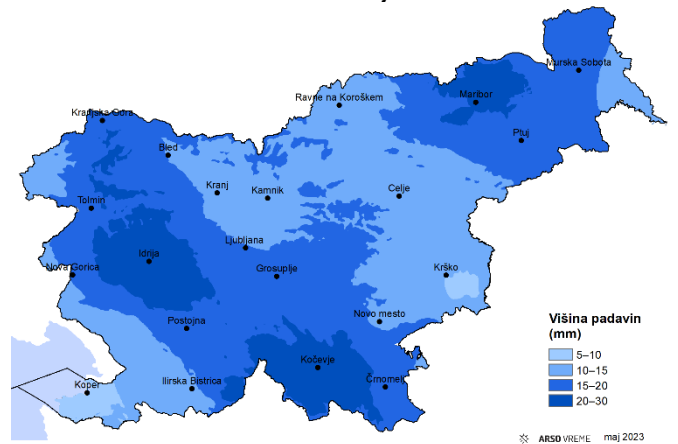 Murska Sobota
Maribor
Ravne na Koroškem
Kranjska Gora
Ptuj
Bled
Kranj
Kamnik
Celje
Tolmin
Ljubljana
Idrija
Nova Gorica
Grosuplje
Krško
Novo mesto
Postojna
Kočevje
Ilirska Bistrica
Črnomelj
Koper
Višina padavin
(mm)
5–10
10–15
15–20
20–30
ARSO VREME maj 2023